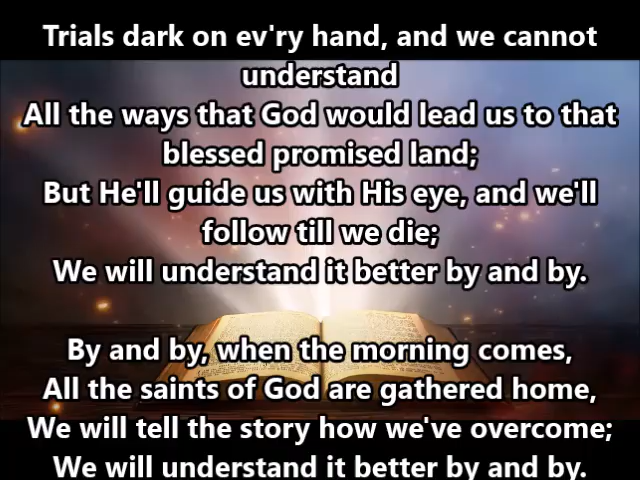 Trials dark on ev'ry hand, and we cannot
understand
All the ways that God would lead us to that
blessed promised land;
But He'll guide us with His eye, and we'll
follow till we die;
We will understand it better by and by.
By and by, when the morning comes,
All the saints of God are gathered home,
We will tell the story how we've overcome;
We will understand it better by and by.